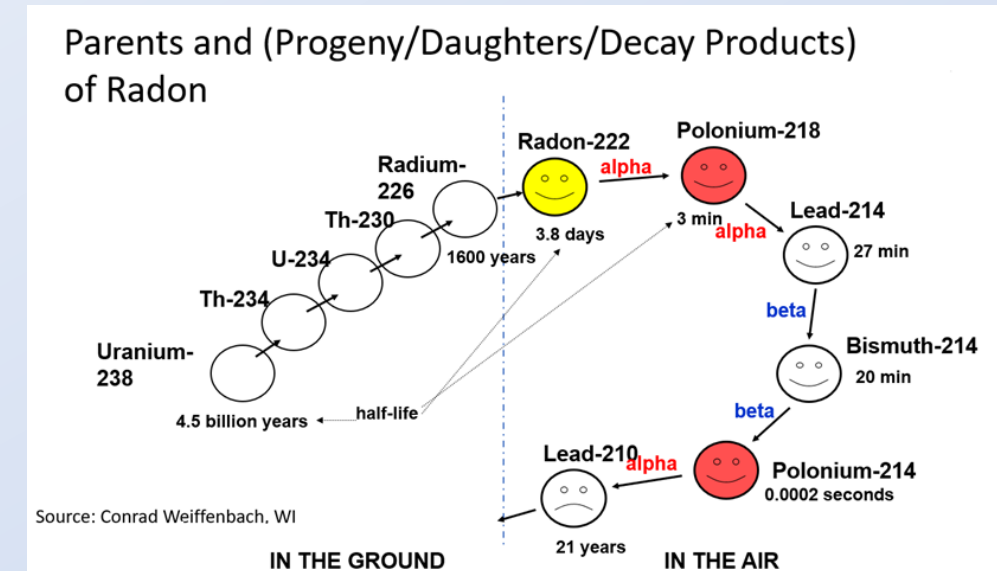 Parents and (Progeny/Daughters/Decay Products)
of Radon
Polonium-218
Radon-222
alpha
Radium-
226
3 min
alpha
Lead-214
Th-230
3.8 days
27 min
U-234
1600 years
Th-234
beta
Uranium-
238
Bismuth-214
20 min
4.5 billion years
half-life
beta
Lead-210
alpha
Polonium-214
0.0002 seconds
Source: Conrad Weiffenbach, WI
21 years
IN THE GROUND
IN THE AIR